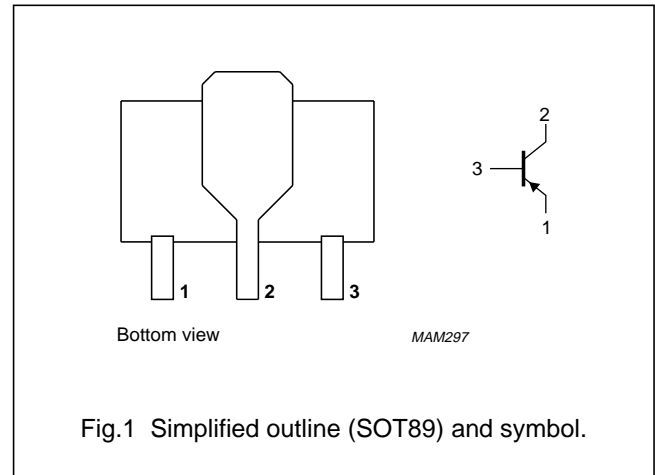 2
3
1
1 2 3
Bottom view MAM297
Fig.1 Simplified outline (SOT89) and symbol.